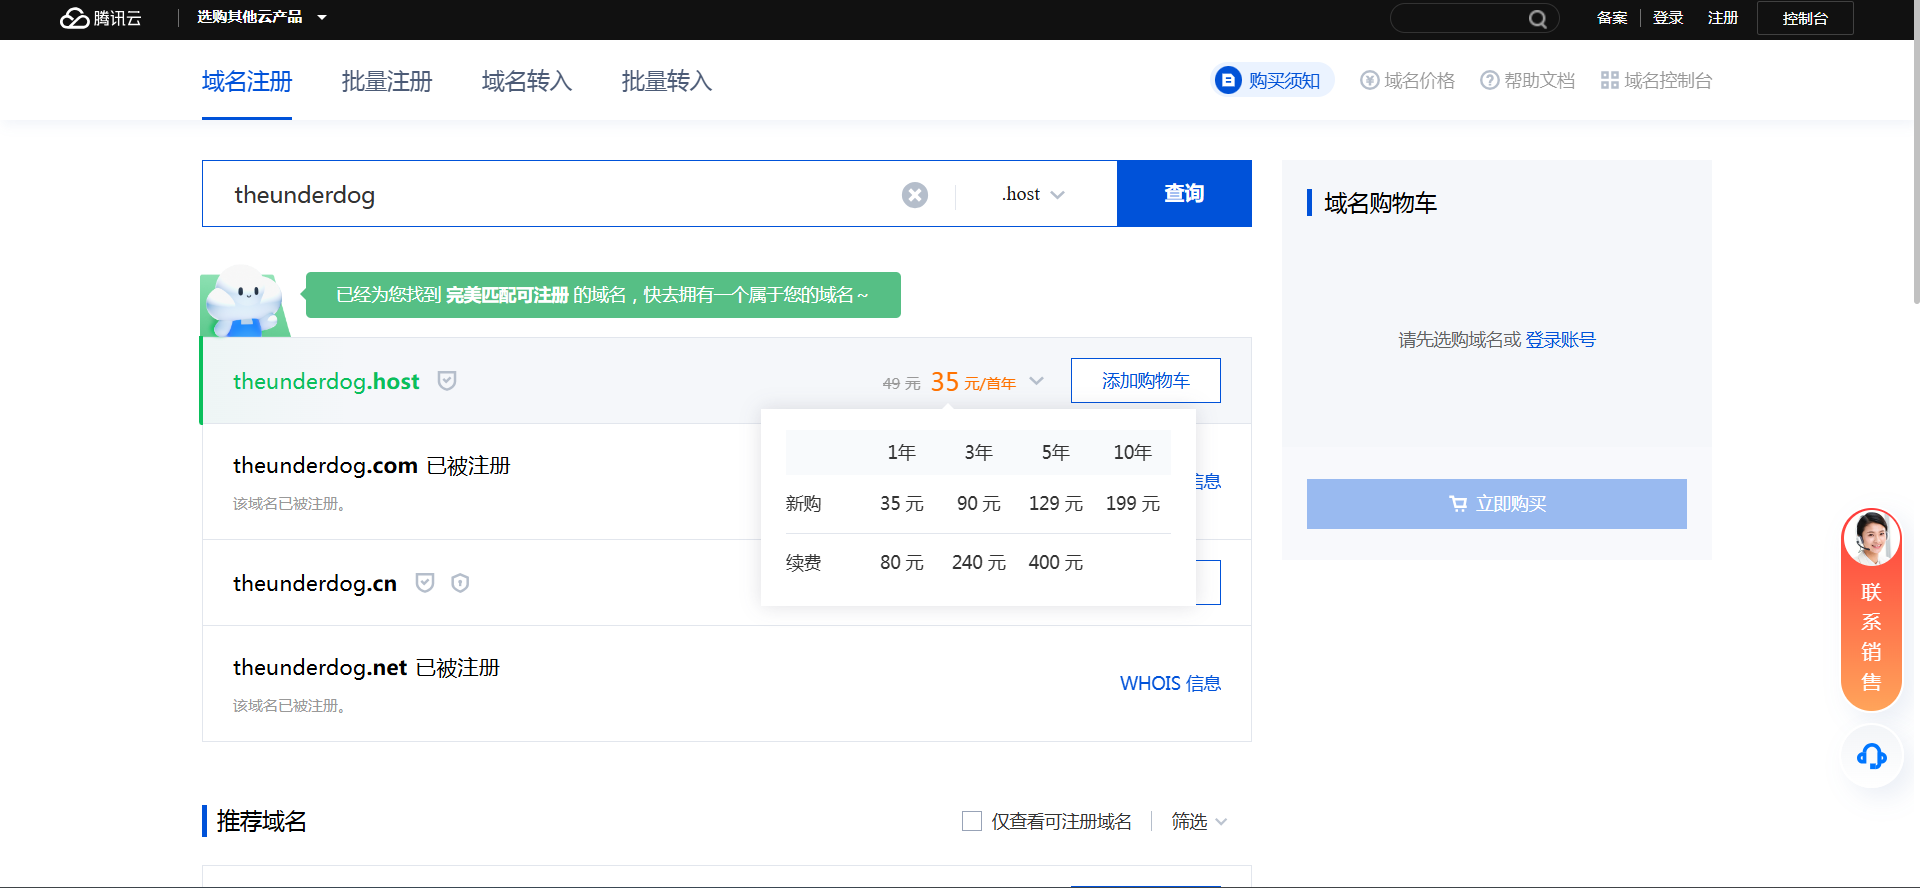 腾讯云
选购其他云产品
备案
登录
注册
控制台
域名注册
批量注册
域名转入
批量转入
购买须知
域名价格
帮助文档
域名控制台
theunderdog
.host
查询
域名购物车
已经为您找到 完美匹配可注册 的域名，快去拥有一个属于您的域名~
请先选购域名或 登录账号
theunderdog.host
49 元 35 元/首年
添加购物车
1年 3年 5年 10年
新购 35 元 90 元 129 元 199 元
续费 80 元 240 元 400 元
theunderdog.com 已被注册
该域名已被注册。
信息
立即购买
theunderdog.cn
theunderdog.net 已被注册
该域名已被注册。
WHOIS 信息
联系销售
推荐域名
仅查看可注册域名
筛选